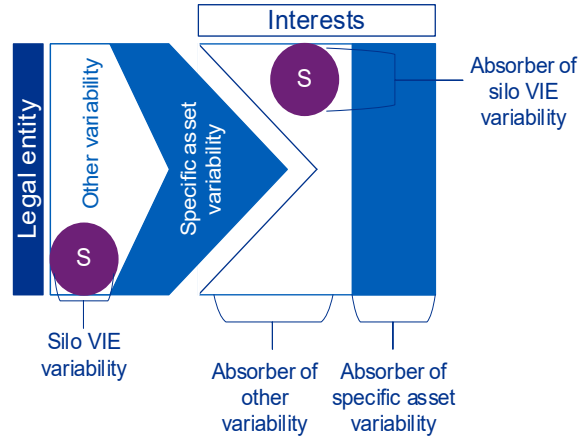 Interests
Legal entity
Other variability
Specific asset
variability
S
S
Absorber of
silo VIE
variability
Silo VIE
variability
Absorber of
other
variability
Absorber of
specific asset
variability